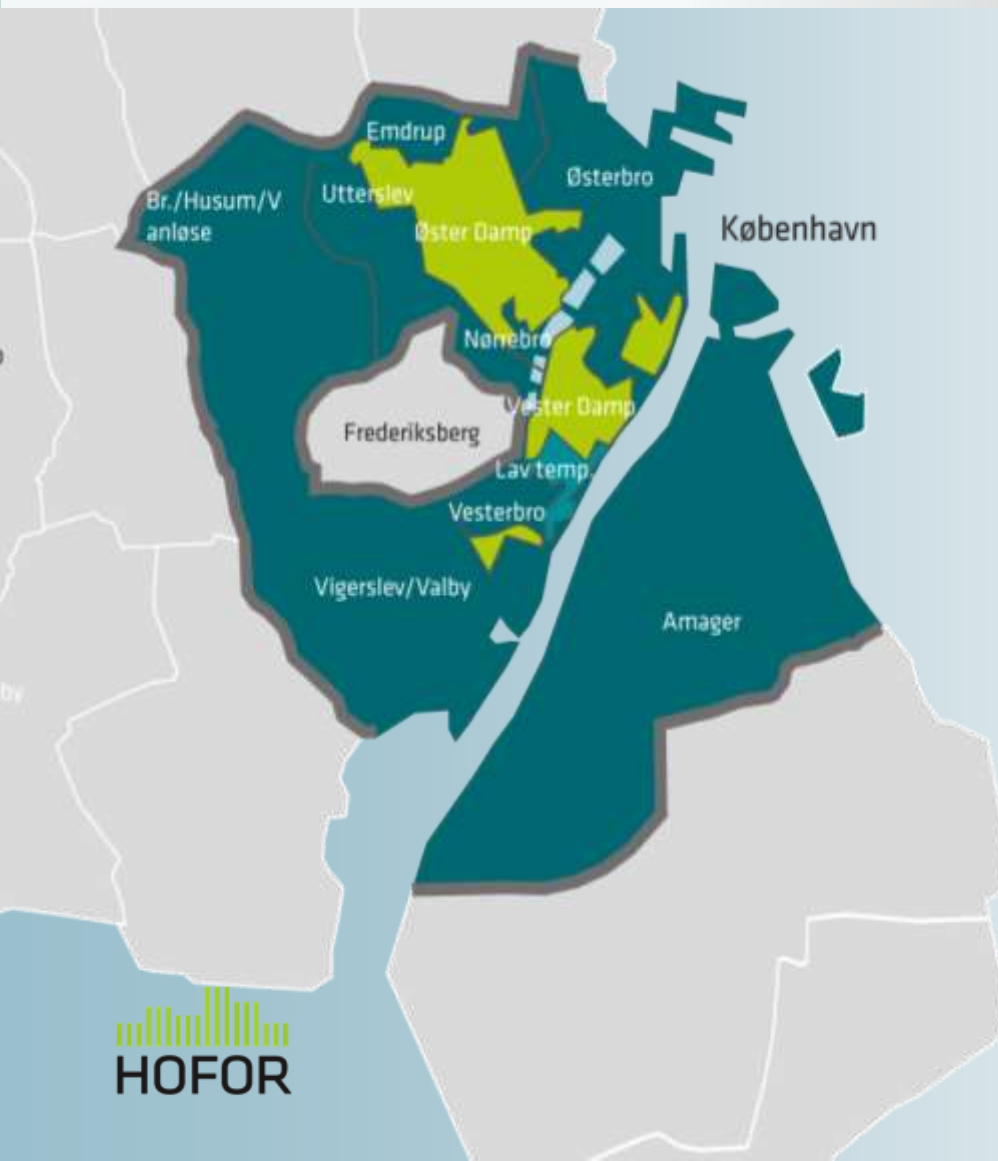 Emdrup
Østerbro
Utterslev
Br./Husum/V
anløse
Øster Damp
København
Nørrebro
Vester Damp
Frederiksberg
Lav temp.
Vesterbro
Vigerslev/Valby
Amager
by
HOFOR